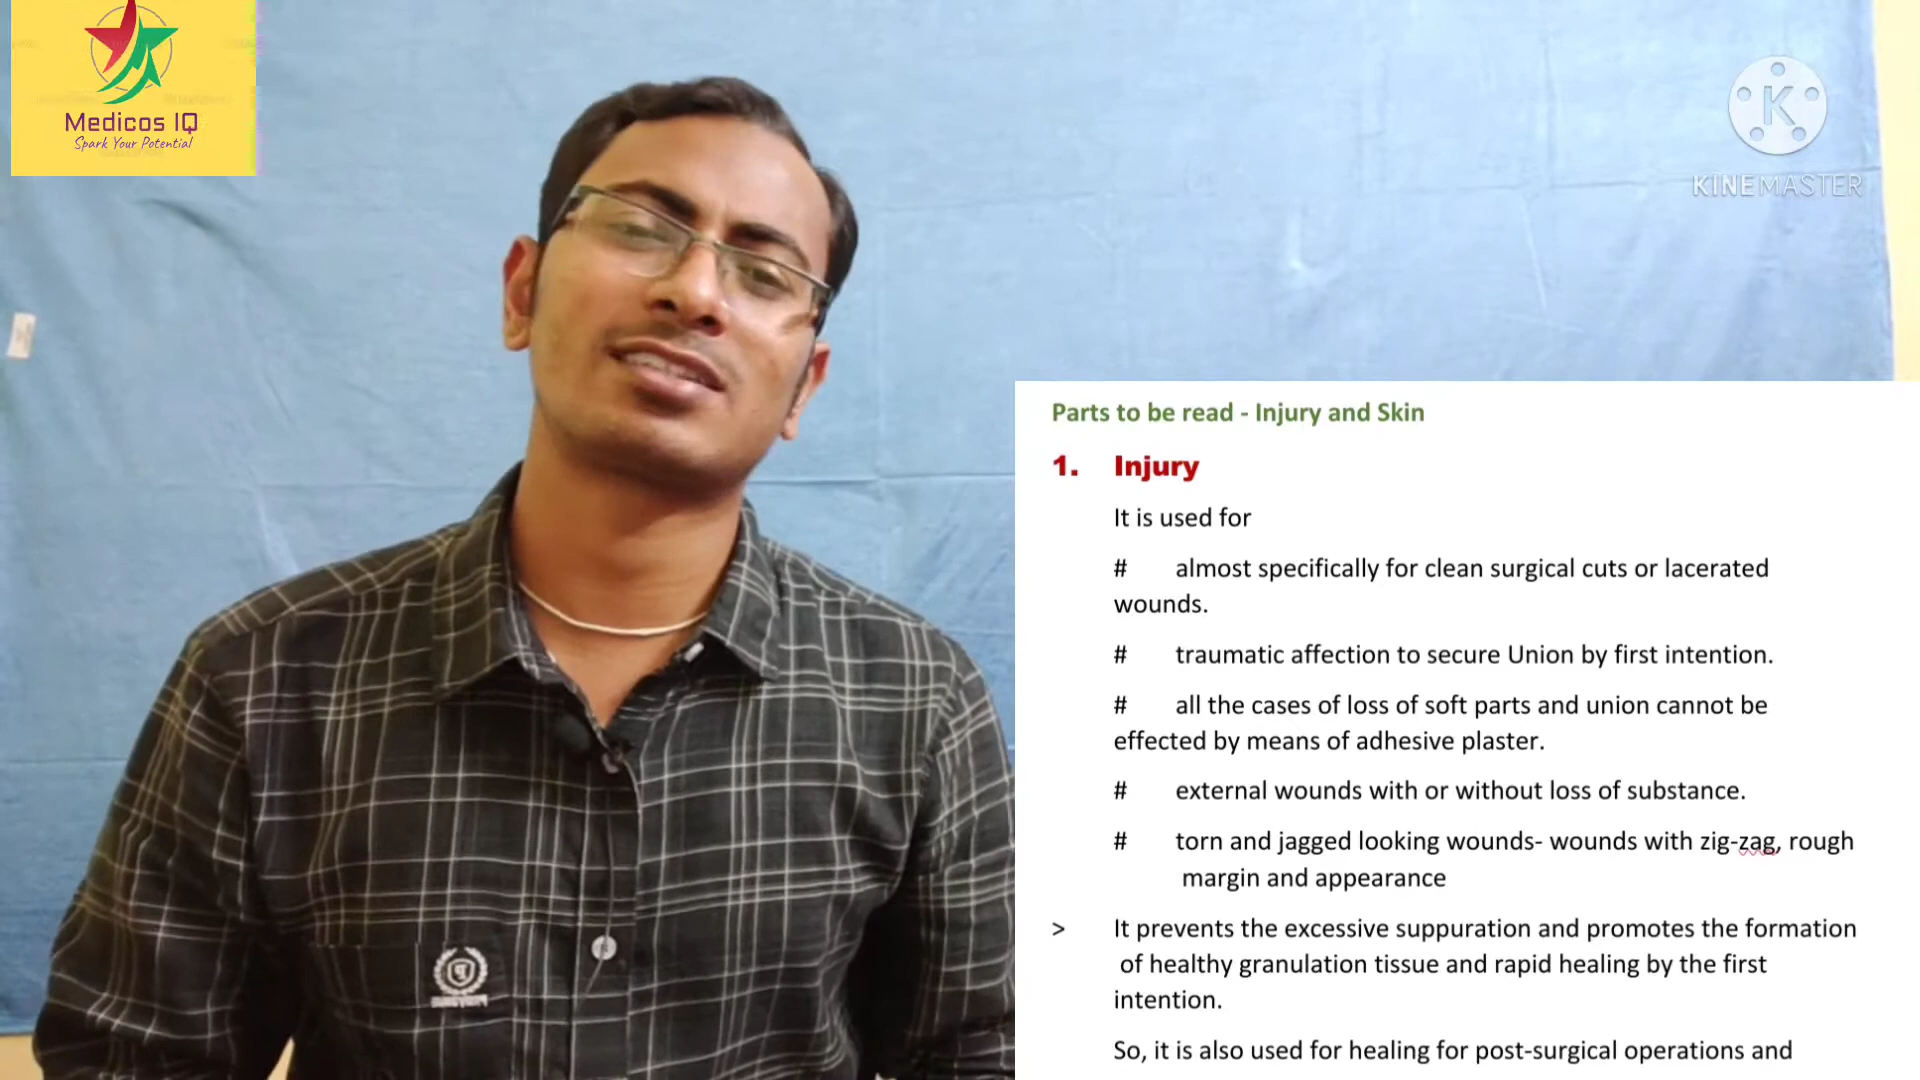 Medicos IQ
Spark Your Potential
K
KINEMASTER
Parts to be read - Injury and Skin
1. Injury
It is used for
# almost specifically for clean surgical cuts or lacerated
wounds.
# traumatic affection to secure Union by first intention.
# all the cases of loss of soft parts and union cannot be
effected by means of adhesive plaster.
# external wounds with or without loss of substance.
# torn and jagged looking wounds- wounds with zig-zag, rough
margin and appearance
> It prevents the excessive suppuration and promotes the formation
of healthy granulation tissue and rapid healing by the first
intention.
So, it is also used for healing for post-surgical operations and